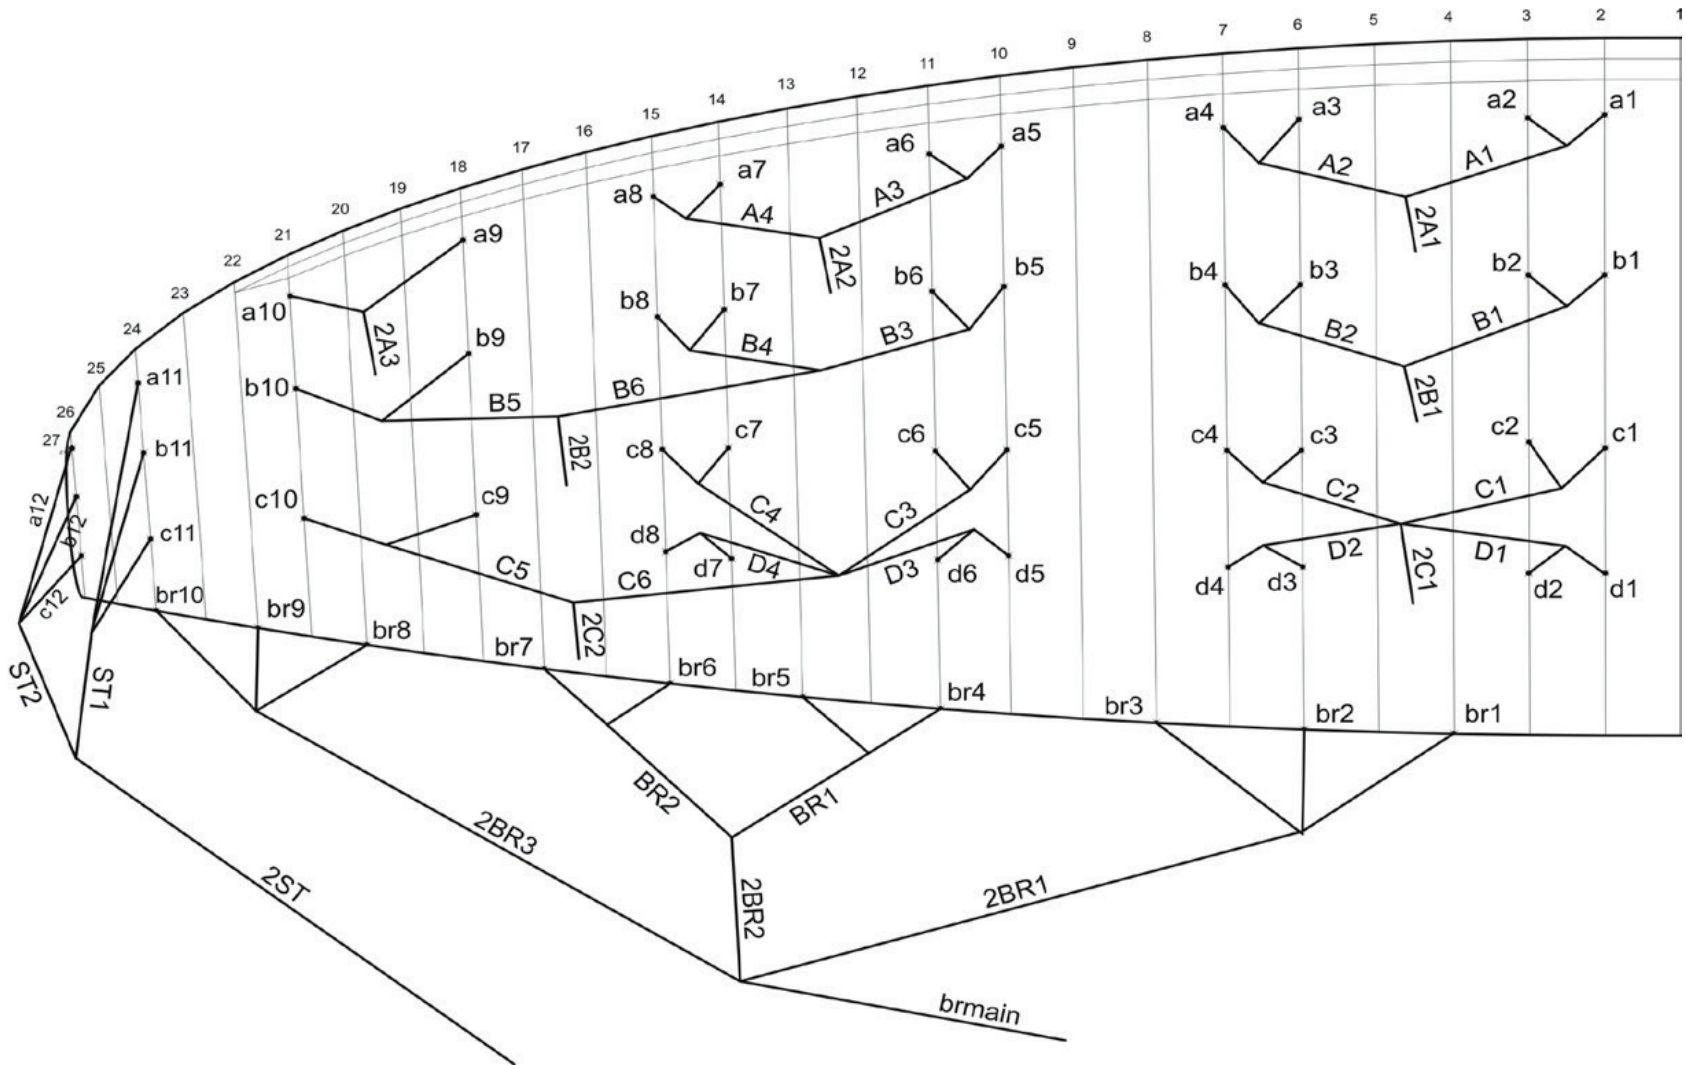 1
2
3
4
5
6
7
8
9
10
11
12
13
14
15
16
17
18
19
20
21
22
23
24
25
26
27
a1
a2
a3
a4
A1
A2
2A1
a5
a6
a7
a8
A3
A4
2A2
a9
a10
2A3
a11
a12
b1
b2
b3
b4
B1
B2
2B1
b5
b6
b7
b8
B3
B4
B6
b9
b10
B5
2B2
b11
b12
c1
c2
c3
c4
C1
C2
2C1
c5
c6
c7
c8
C3
C4
C6
c9
c10
C5
2C2
c11
c12
d1
d2
d3
d4
D1
D2
d5
d6
d7
d8
D3
D4
br1
br2
br3
br4
br5
br6
br7
br8
br9
br10
BR1
BR2
2BR1
2BR2
2BR3
brmain
ST1
ST2
2ST